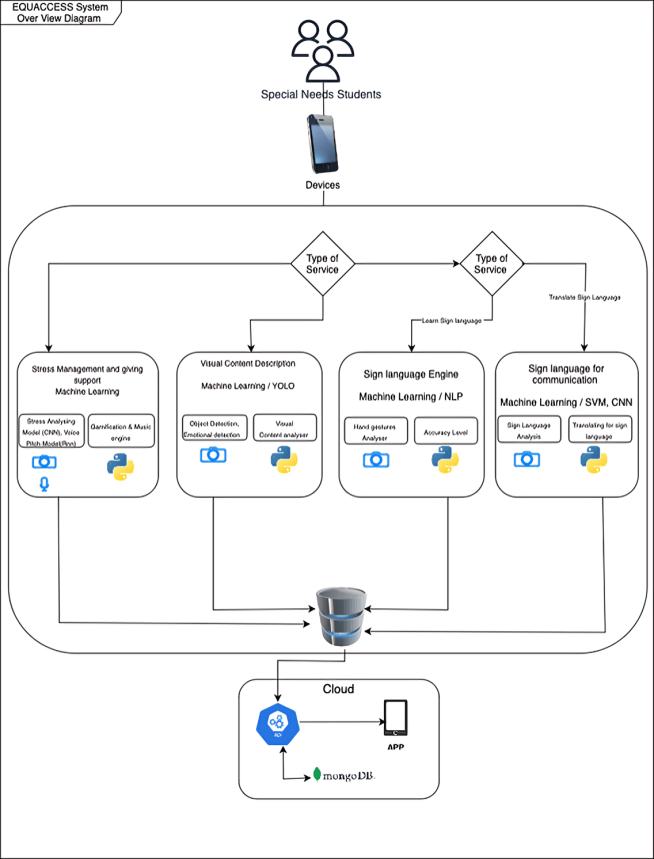 EQUACCESS System
Over View Diagram
Special Needs Students
Devices
Type of
Service
Type of
Service
Translate Sign Language
Learn Sign language
Stress Management and giving
support
Machine Learning
Stress Analysing
Model (CNN), Voice
Pitch Model(Rnn)
Gamification & Music
engine
Visual Content Description
Machine Learning / YOLO
Object Detection,
Emotional detection
Visual
Content analyser
Sign language Engine
Machine Learning / NLP
Hand gestures
Analyser
Accuracy Level
Sign language for
communication
Machine Learning / SVM, CNN
Sign Language
Analysis
Translating for sign
language
Cloud
API
APP
mongoDB.